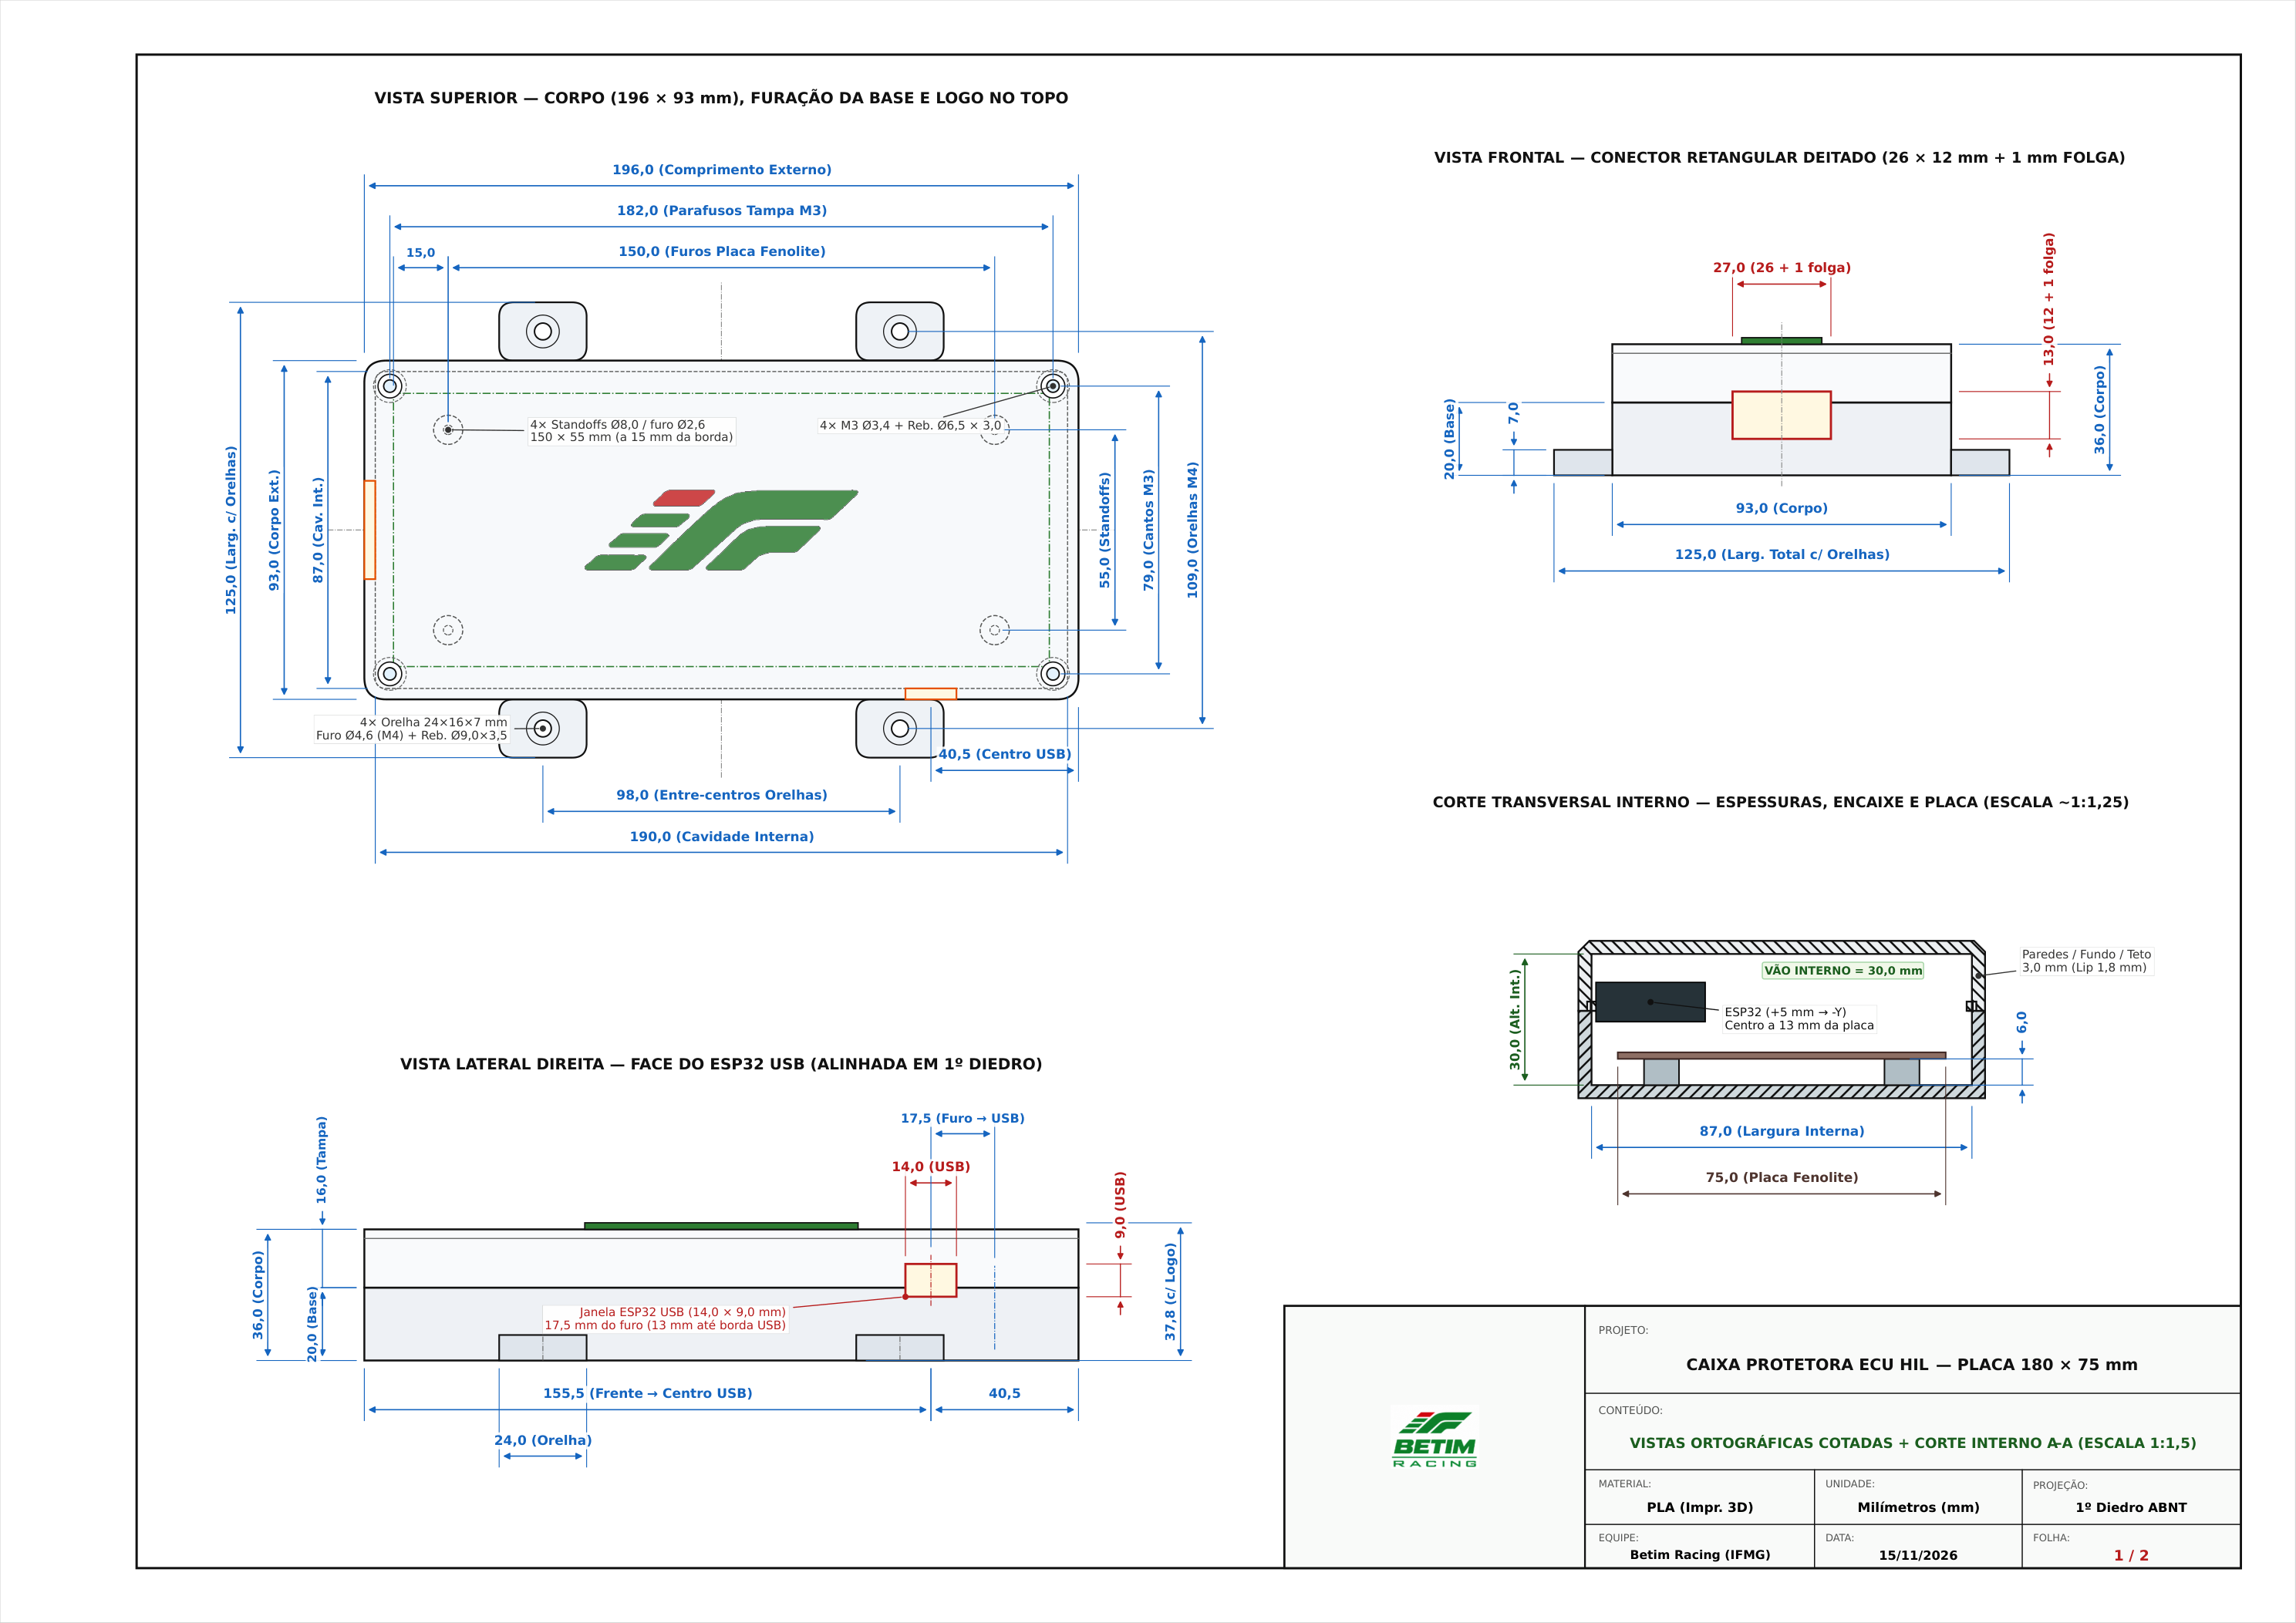 VISTA SUPERIOR — CORPO (196 × 93 mm), FURAÇÃO DA BASE E LOGO NO TOPO
196,0 (Comprimento Externo)
182,0 (Parafusos Tampa M3)
15,0
150,0 (Furos Placa Fenolite)
125,0 (Larg. c/ Orelhas)
93,0 (Corpo Ext.)
87,0 (Cav. Int.)
4× Standoffs Ø8,0 / furo Ø2,6
150 × 55 mm (a 15 mm da borda)
4× M3 Ø3,4 + Reb. Ø6,5 × 3,0
55,0 (Standoffs)
79,0 (Cantos M3)
109,0 (Orelhas M4)
4× Orelha 24×16×7 mm
Furo Ø4,6 (M4) + Reb. Ø9,0×3,5
40,5 (Centro USB)
98,0 (Entre-centros Orelhas)
190,0 (Cavidade Interna)
VISTA FRONTAL — CONECTOR RETANGULAR DEITADO (26 × 12 mm + 1 mm FOLGA)
27,0 (26 + 1 folga)
13,0 (12 + 1 folga)
20,0 (Base)
7,0
36,0 (Corpo)
93,0 (Corpo)
125,0 (Larg. Total c/ Orelhas)
CORTE TRANSVERSAL INTERNO — ESPESSURAS, ENCAIXE E PLACA (ESCALA ~1:1,25)
VÃO INTERNO = 30,0 mm
Paredes / Fundo / Teto
3,0 mm (Lip 1,8 mm)
30,0 (Alt. Int.)
ESP32 (+5 mm → -Y)
Centro a 13 mm da placa
6,0
87,0 (Largura Interna)
75,0 (Placa Fenolite)
VISTA LATERAL DIREITA — FACE DO ESP32 USB (ALINHADA EM 1º DIEDRO)
17,5 (Furo → USB)
14,0 (USB)
9,0 (USB)
16,0 (Tampa)
36,0 (Corpo)
20,0 (Base)
37,8 (c/ Logo)
Janela ESP32 USB (14,0 × 9,0 mm)
17,5 mm do furo (13 mm até borda USB)
155,5 (Frente → Centro USB)
40,5
24,0 (Orelha)
BETIM
RACING
PROJETO:
CAIXA PROTETORA ECU HIL — PLACA 180 × 75 mm
CONTEÚDO:
VISTAS ORTOGRÁFICAS COTADAS + CORTE INTERNO A-A (ESCALA 1:1,5)
MATERIAL:
PLA (Impr. 3D)
UNIDADE:
Milímetros (mm)
PROJEÇÃO:
1º Diedro ABNT
EQUIPE:
Betim Racing (IFMG)
DATA:
15/11/2026
FOLHA:
1 / 2